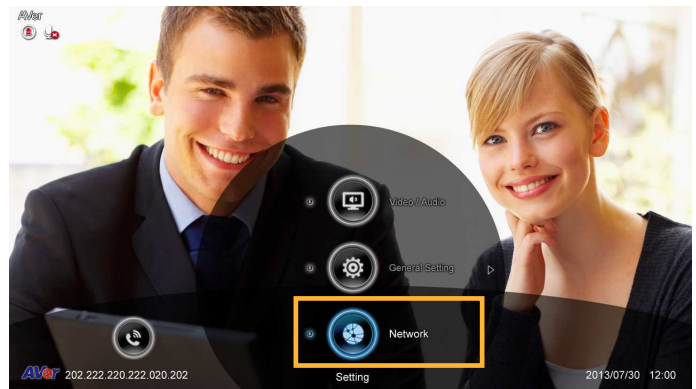 AVer
Video / Audio
General Setting
Network
AVer 202.222.220.222.020.202
Setting
2013/07/30 12:00